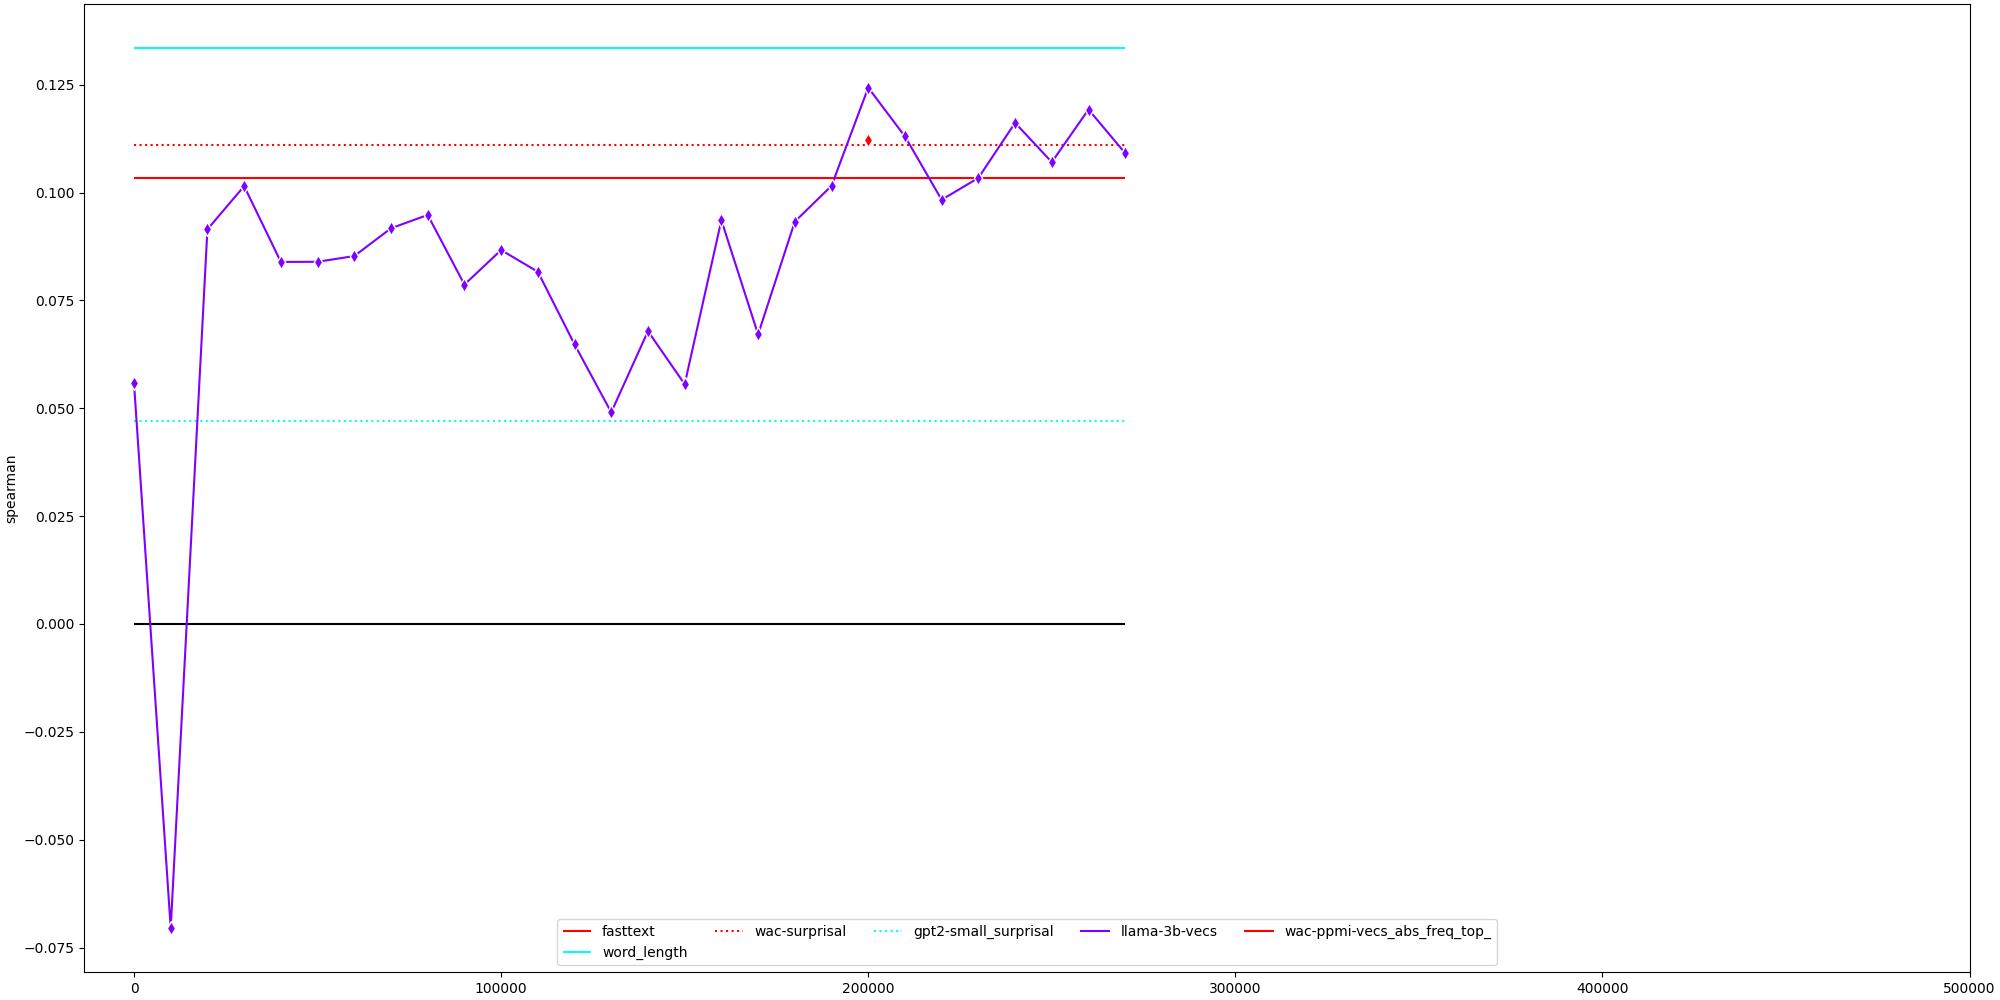 0.125
0.100
0.075
0.050
0.025
0.000
−0.025
−0.050
−0.075
spearman
fasttext wac-surprisal gpt2-small_surprisal llama-3b-vecs wac-ppmi-vecs_abs_freq_top_
word_length
0 100000 200000 300000 400000 500000